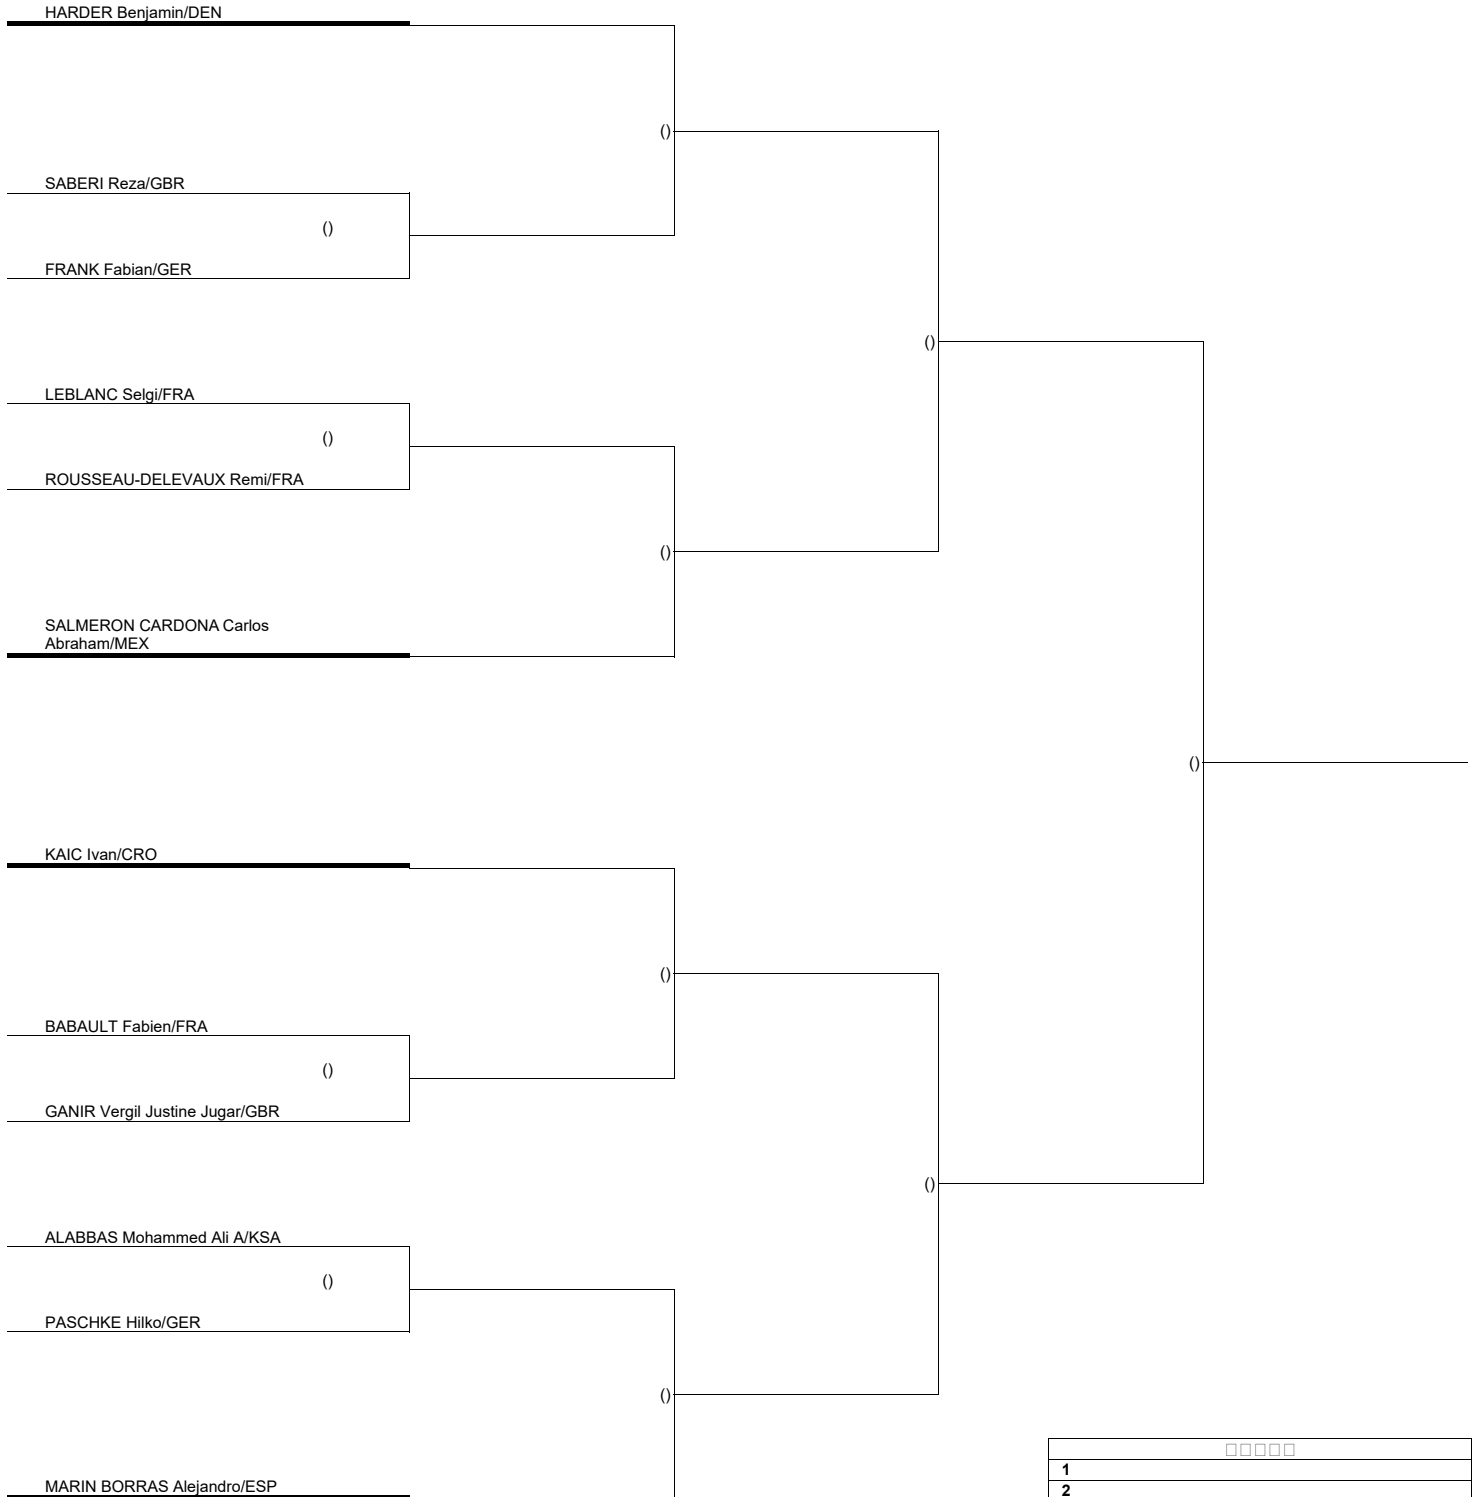 HARDER Benjamin/DEN
()
SABERI Reza/GBR
()
FRANK Fabian/GER
()
LEBLANC Selgi/FRA
()
ROUSSEAU-DELEVAUX Remi/FRA
()
SALMERON CARDONA Carlos
Abraham/MEX
()
KAIC Ivan/CRO
()
BABAULT Fabien/FRA
()
GANIR Vergil Justine Jugar/GBR
()
ALABBAS Mohammed Ali A/KSA
()
PASCHKE Hilko/GER
()
MARIN BORRAS Alejandro/ESP
□□□□□
1
2